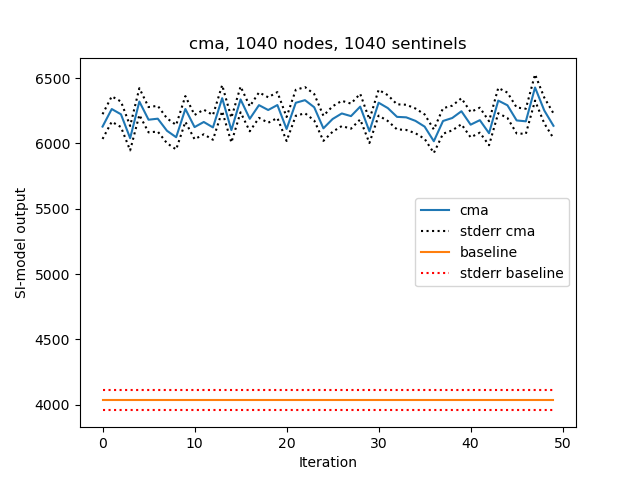 cma, 1040 nodes, 1040 sentinels
SI-model output
6500
6000
5500
5000
4500
4000
cma
stderr cma
baseline
stderr baseline
0 10 20 30 40 50
Iteration